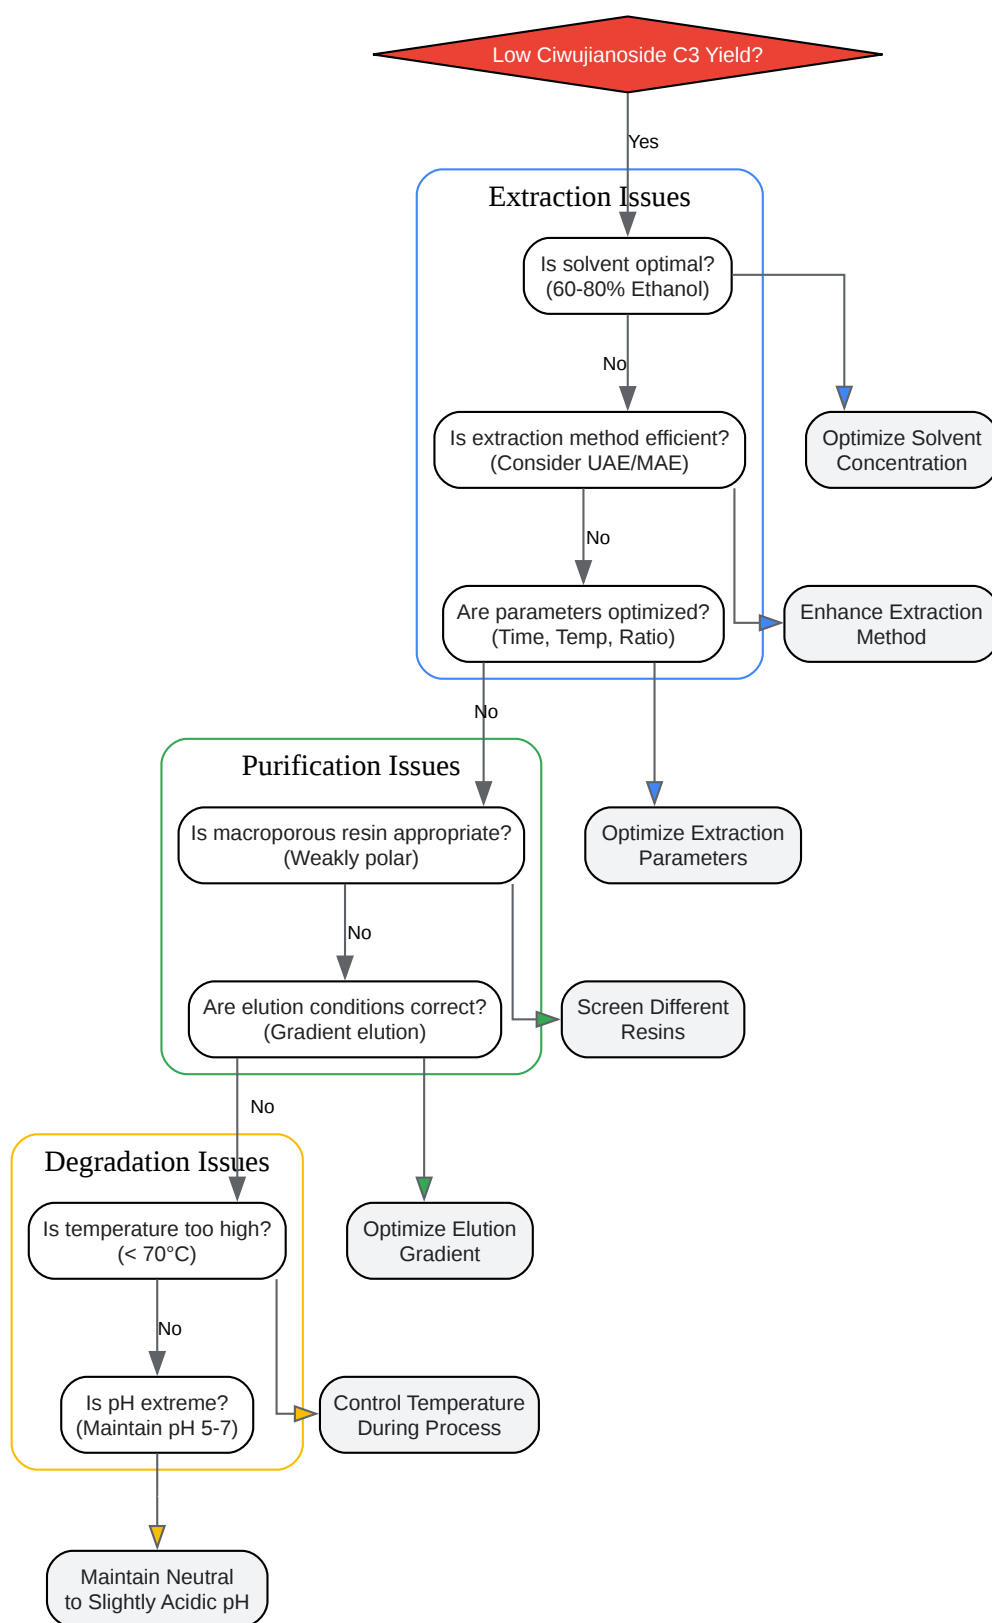 Low Ciwujianoside C3 Yield?
Yes
Extraction Issues
Is solvent optimal?
(60-80% Ethanol)
No
Is extraction method efficient?
(Consider UAE/MAE)
Optimize Solvent
Concentration
No
Are parameters optimized?
(Time, Temp, Ratio)
Enhance Extraction
Method
No
Purification Issues
Is macroporous resin appropriate?
(Weakly polar)
Optimize Extraction
Parameters
No
Are elution conditions correct?
(Gradient elution)
Screen Different
Resins
No
Degradation Issues
Is temperature too high?
(< 70°C)
Optimize Elution
Gradient
No
Is pH extreme?
(Maintain pH 5-7)
Control Temperature
During Process
Maintain Neutral
to Slightly Acidic pH